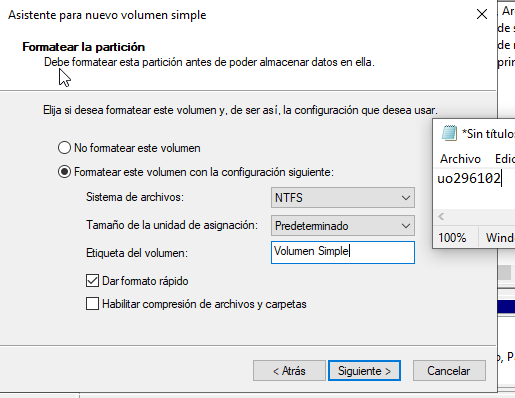 Asistente para nuevo volumen simple
Formatear la partición
Debe formatear esta partición antes de poder almacenar datos en ella.
Elija si desea formatear este volumen y, de ser así, la configuración que desea usar.
No formatear este volumen
Formatear este volumen con la configuración siguiente:
Sistema de archivos: NTFS
Tamaño de la unidad de asignación: Predeterminado
Etiqueta del volumen: Volumen Simple
Dar formato rápido
Habilitar compresión de archivos y carpetas
< Atrás Siguiente > Cancelar
Ar
de s
de r
prin
*Sin título
Archivo Edic
uo296102
100% Windo
o, P